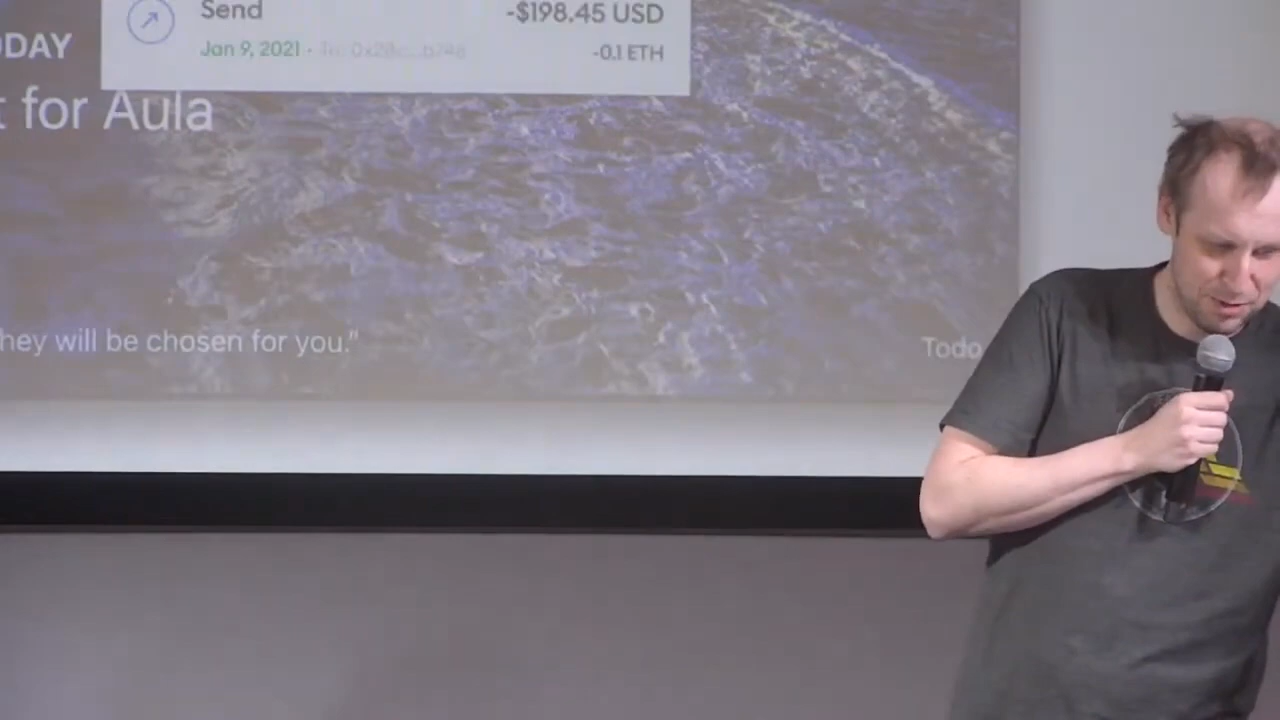 Send
-$198.45 USD
Jan 9, 2021 ·
-0.1 ETH
ODAY
t for Aula
hey will be chosen for you."
Todo